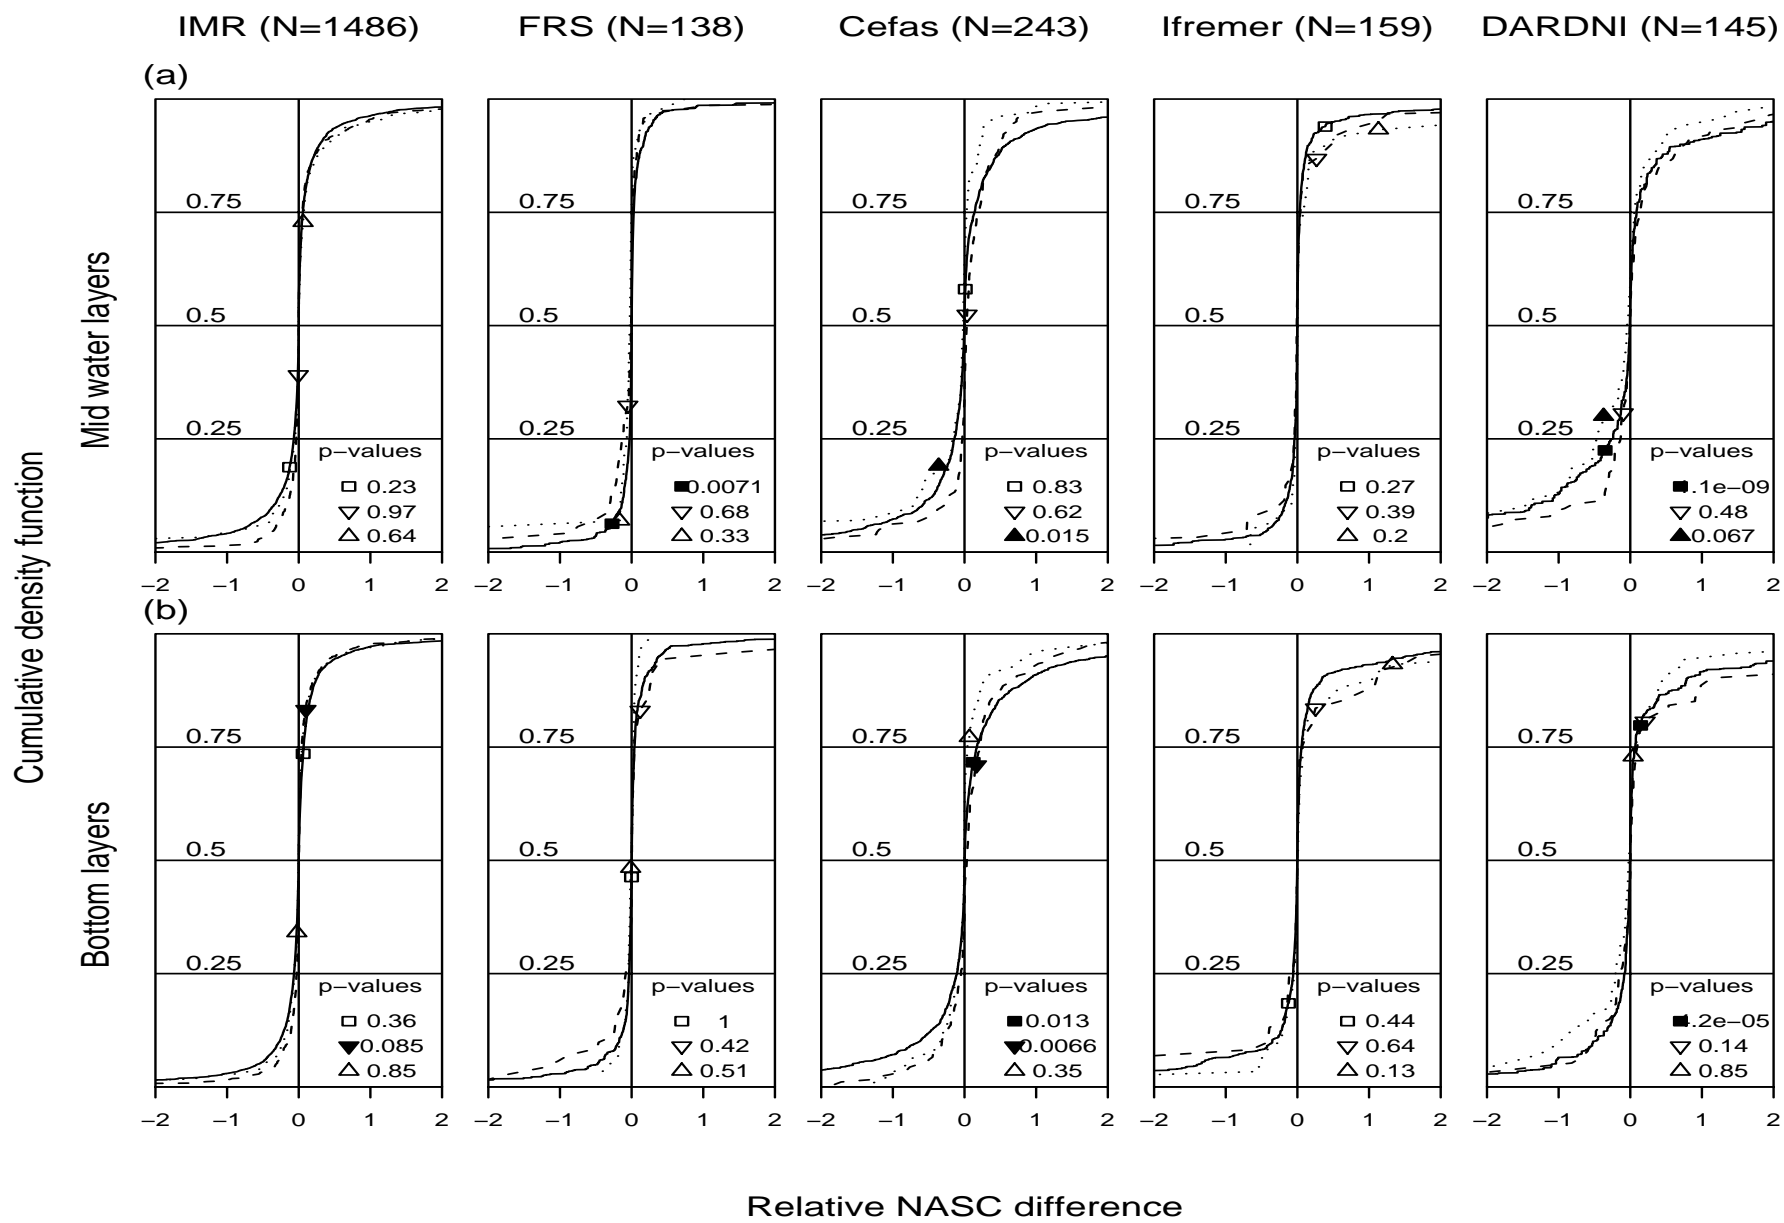 IMR (N=1486) FRS (N=138) Cefas (N=243) Ifremer (N=159) DARDNI (N=145)
(a)
Mid water layers
0.75 0.75 0.75 0.75 0.75
0.5 0.5 0.5 0.5 0.5
0.25 0.25 0.25 0.25 0.25
p−values p−values p−values p−values p−values
0.23 0.0071 0.83 0.27 .1e−09
0.97 0.68 0.62 0.39 0.48
0.64 0.33 0.015 0.2 0.067
−2 −1 0 1 2 −2 −1 0 1 2 −2 −1 0 1 2 −2 −1 0 1 2 −2 −1 0 1 2
Cumulative density function
(b)
Bottom layers
0.75 0.75 0.75 0.75 0.75
0.5 0.5 0.5 0.5 0.5
0.25 0.25 0.25 0.25 0.25
p−values p−values p−values p−values p−values
0.36 1 0.013 0.44 .2e−05
0.085 0.42 0.0066 0.64 0.14
0.85 0.51 0.35 0.13 0.85
−2 −1 0 1 2 −2 −1 0 1 2 −2 −1 0 1 2 −2 −1 0 1 2 −2 −1 0 1 2
Relative NASC difference